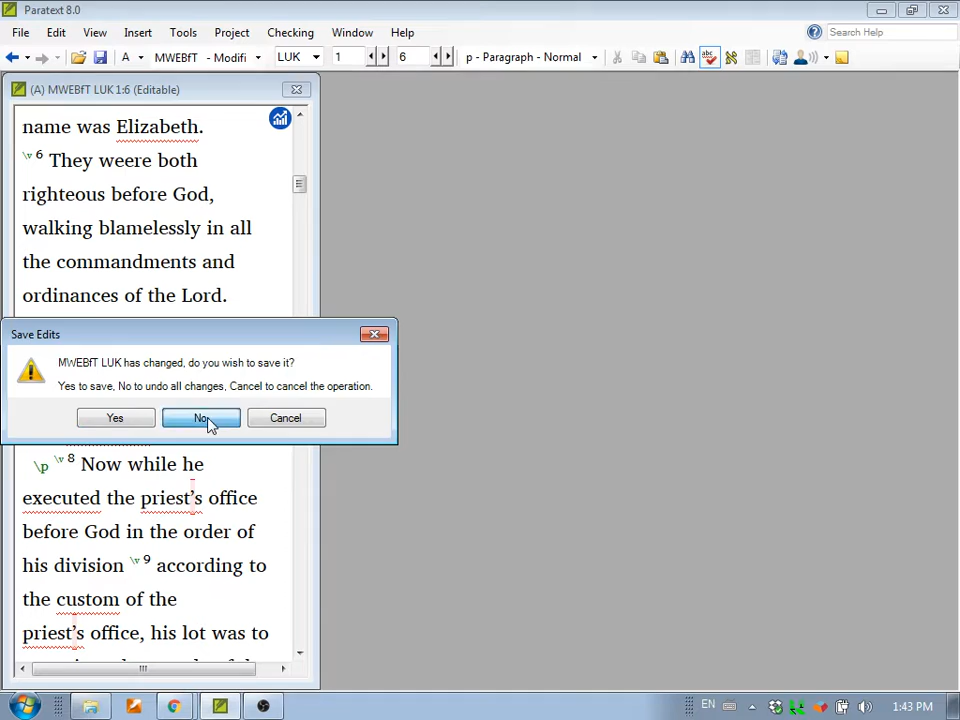 Paratext 8.0
File Edit View Insert Tools Project Checking Window Help
Search Help
A MWEBfT - Modifi LUK 1 6 p - Paragraph - Normal abc
(A) MWEBfT LUK 1:6 (Editable)
name was Elizabeth.
\v 6 They weere both
righteous before God,
walking blamelessly in all
the commandments and
ordinances of the Lord.
Save Edits
MWEBfT LUK has changed, do you wish to save it?
Yes to save, No to undo all changes, Cancel to cancel the operation.
Yes No Cancel
\p \v 8 Now while he
executed the priest’s office
before God in the order of
his division \v 9 according to
the custom of the
priest’s office, his lot was to
EN 1:43 PM